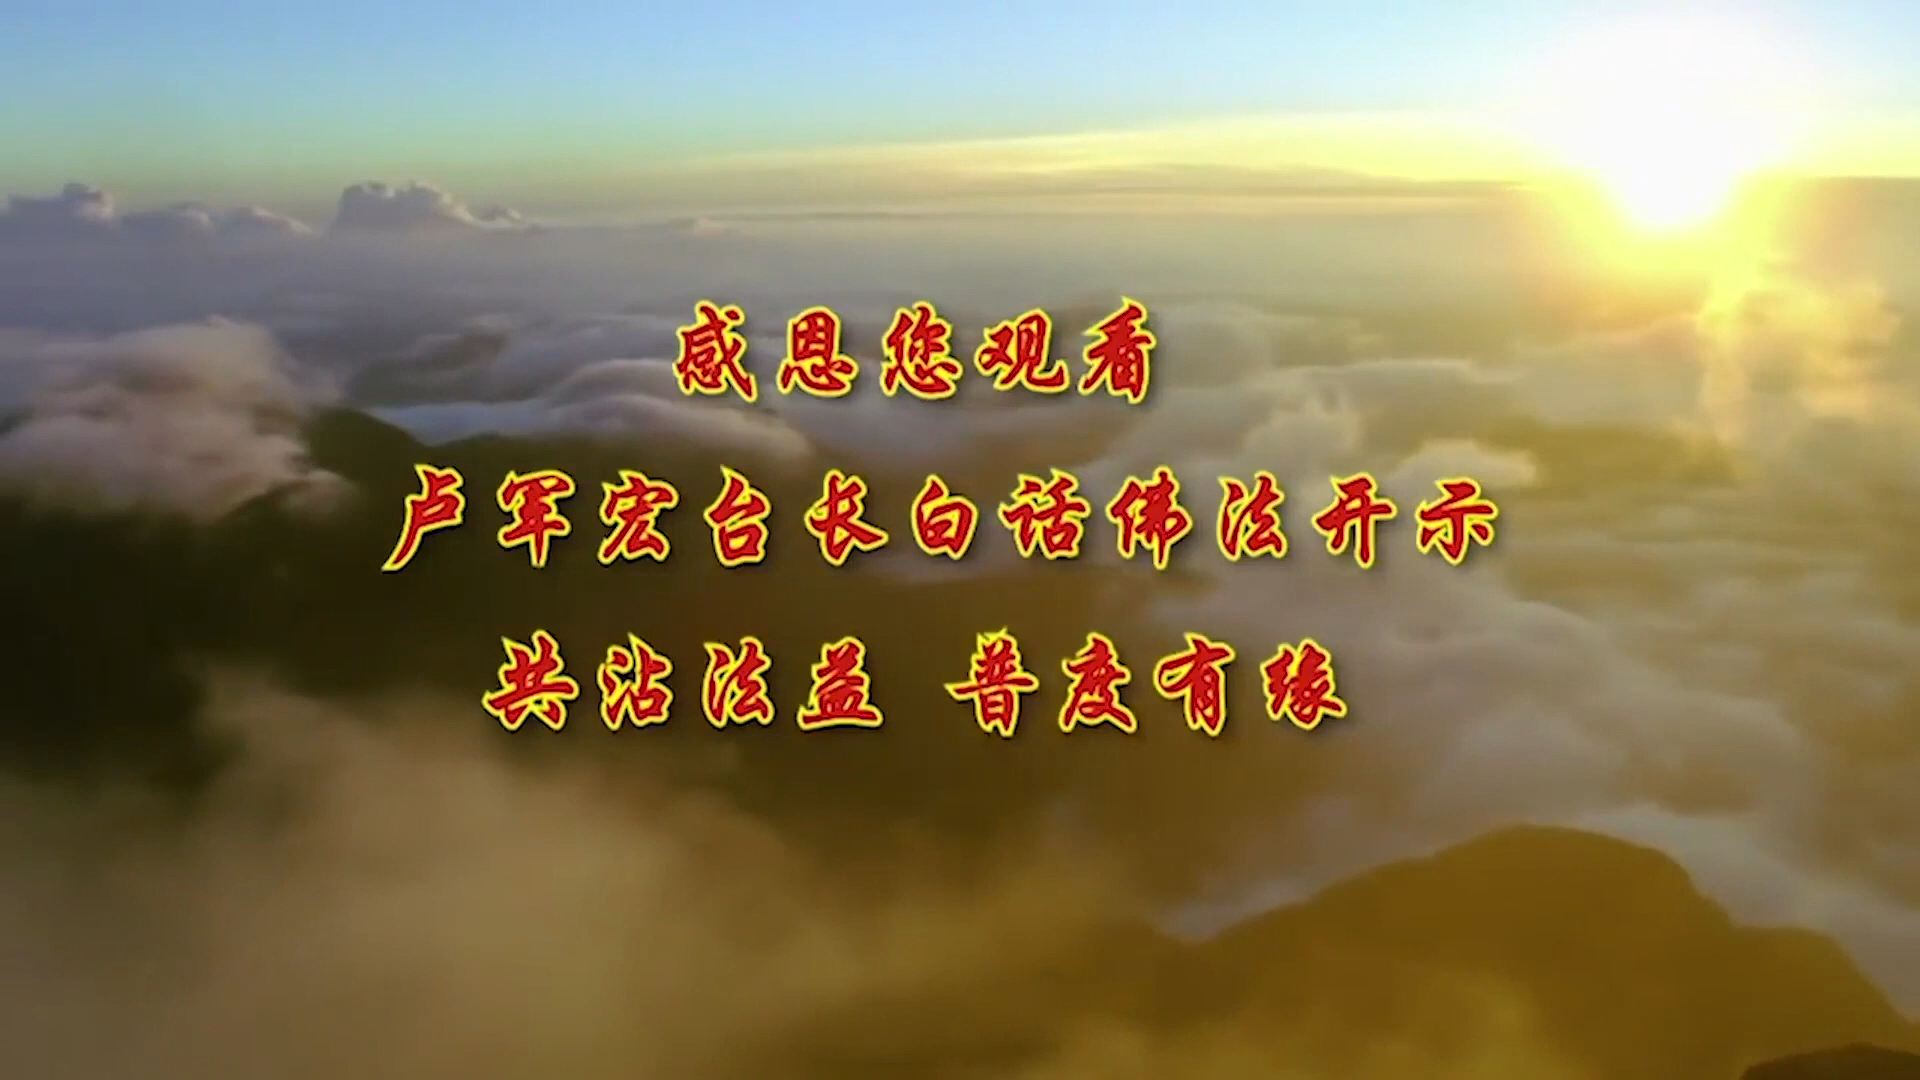 感恩您观看
卢军宏台长白话佛法开示
共沾法益 普度有缘